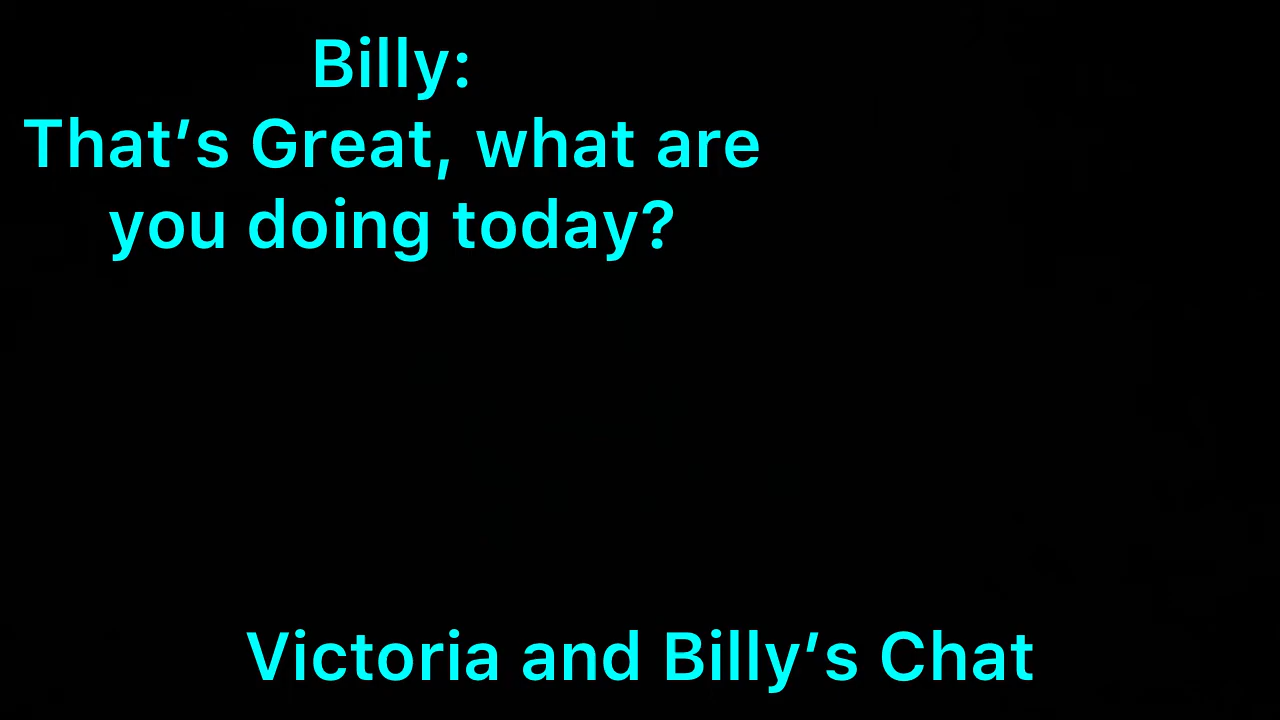 Billy:
That’s Great, what are
you doing today?
Victoria and Billy’s Chat